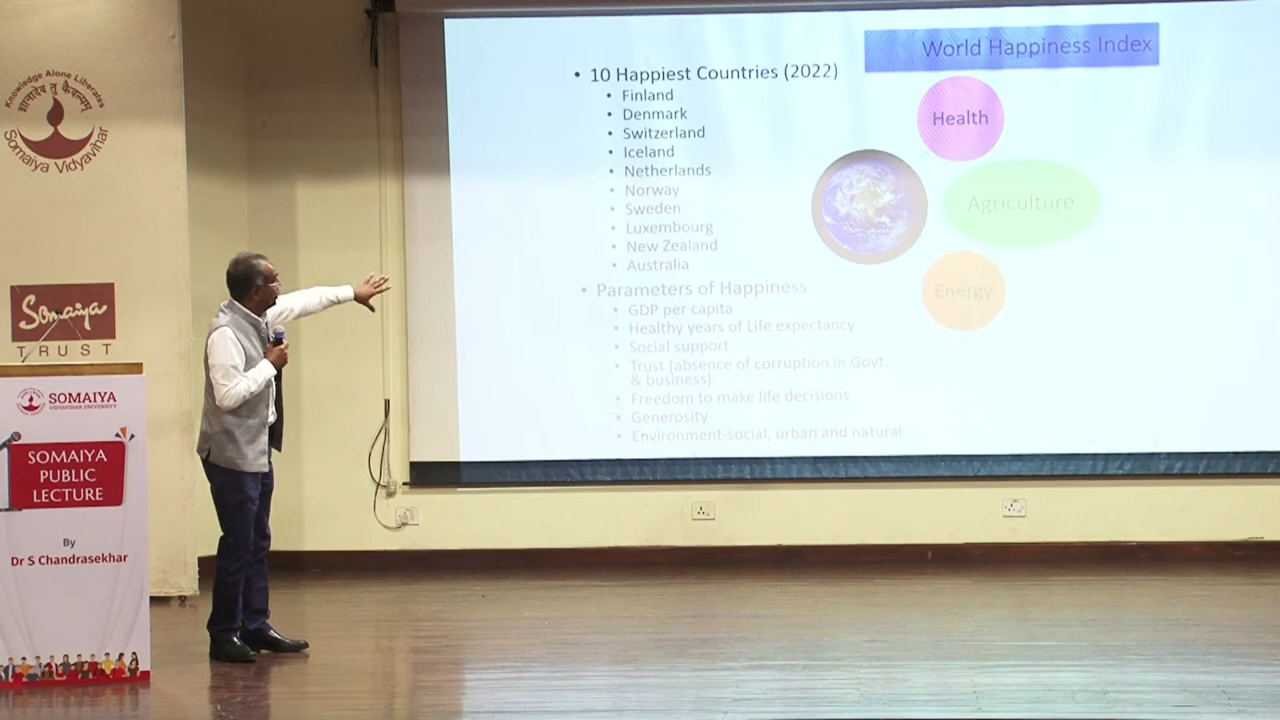 Knowledge Alone Liberates
ज्ञानादेव तु कैवल्यम्
Somaiya Vidyavihar
Somaiya
TRUST
SOMAIYA
VIDYAVIHAR UNIVERSITY
SOMAIYA
PUBLIC
LECTURE
By
Dr S Chandrasekhar
World Happiness Index
• 10 Happiest Countries (2022)
• Finland
• Denmark
• Switzerland
• Iceland
• Netherlands
• Norway
• Sweden
• Luxembourg
• New Zealand
• Australia
• Parameters of Happiness
• GDP per capita
• Healthy years of Life expectancy
• Social support
• Trust (absence of corruption in Govt.
& business)
• Freedom to make life decisions
• Generosity
• Environment-social, urban and natural
Health
Agriculture
Energy